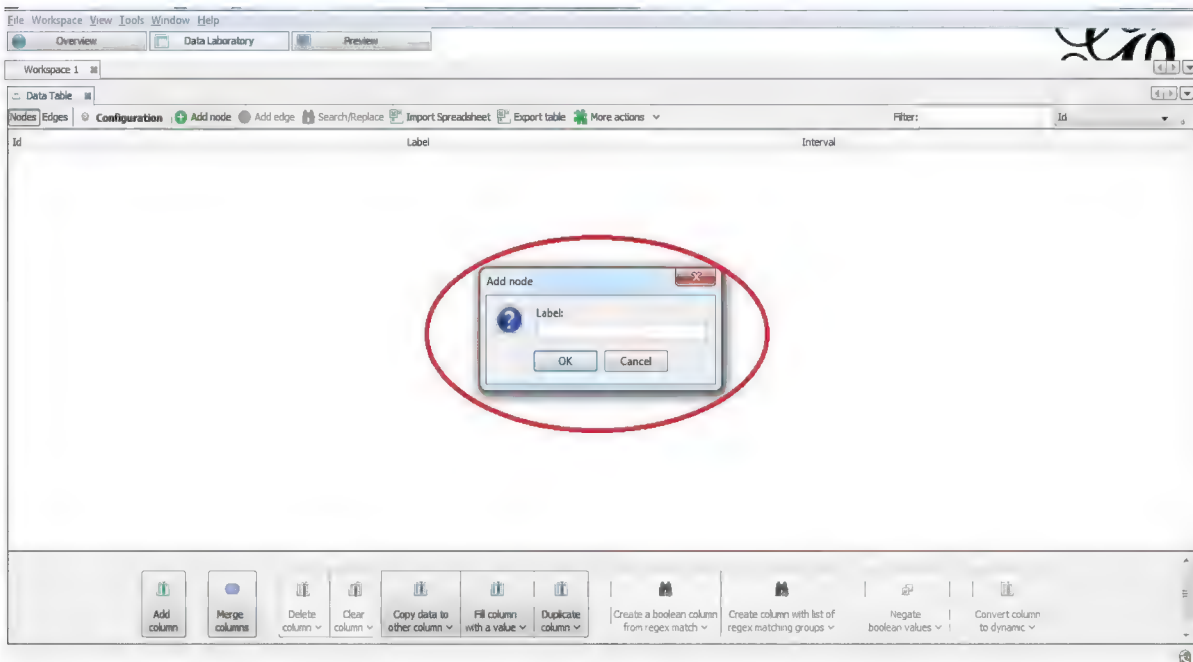 File Workspace View Tools Window Help
Overview Data Laboratory Preview
Workspace 1
Data Table
Nodes Edges Configuration Add node Add edge Search/Replace Import Spreadsheet Export table More actions Filter: Id
Id Label Interval
Add node
Label:
OK Cancel
Add column
Merge columns
Delete column
Clear column
Copy data to other column
Fill column with a value
Duplicate column
Create a boolean column from regex match
Create column with list of regex matching groups
Negate boolean values
Convert column to dynamic